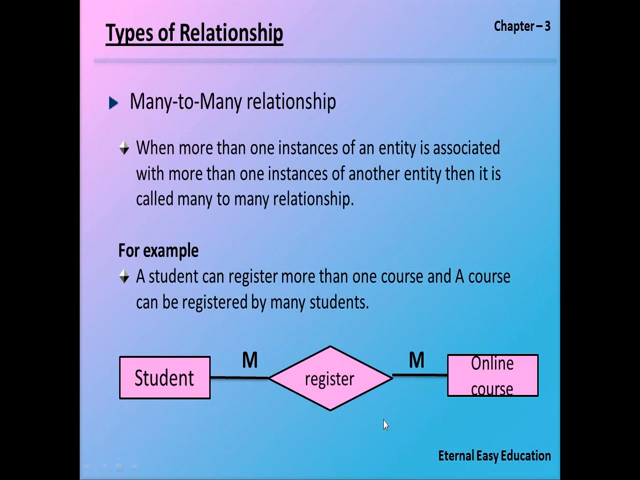 Types of Relationship
Chapter – 3
Many-to-Many relationship
When more than one instances of an entity is associated
with more than one instances of another entity then it is
called many to many relationship.
For example
A student can register more than one course and A course
can be registered by many students.
M
M
Student
register
Online
course
Eternal Easy Education